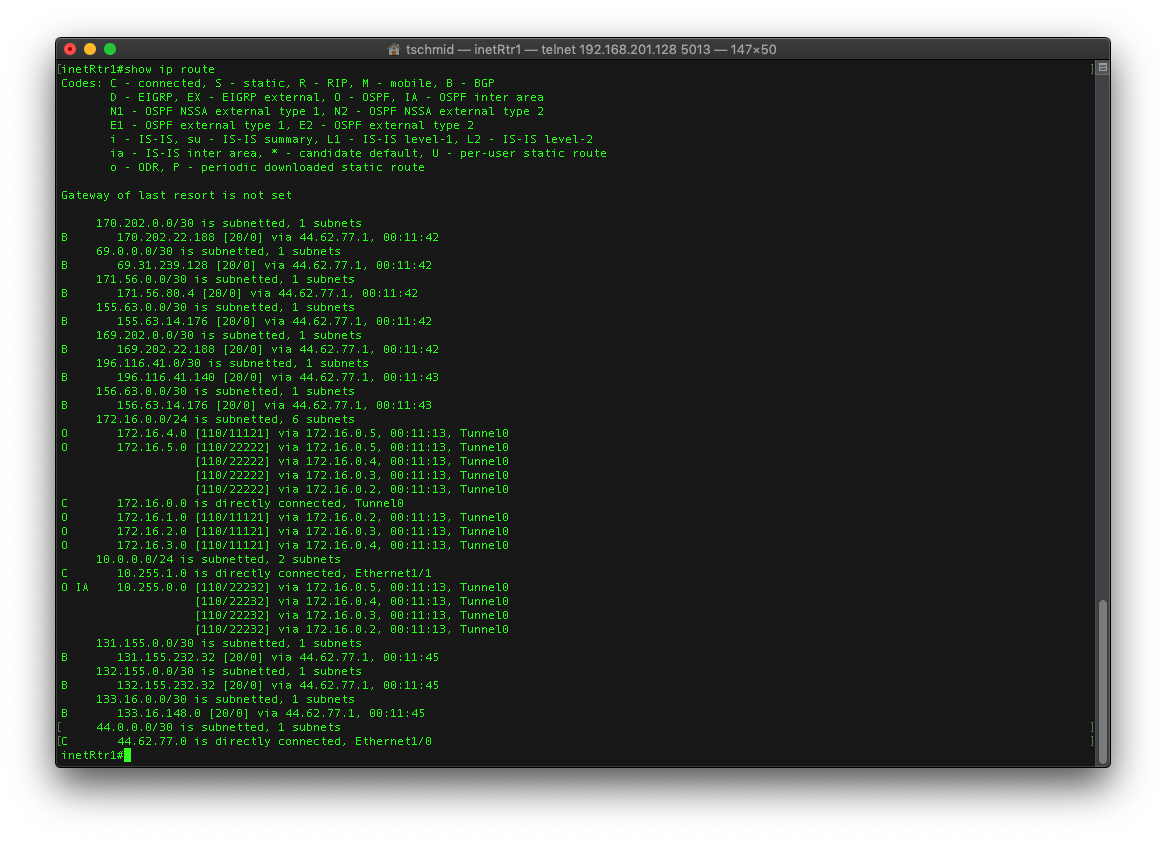 tschmid — inetRtr1 — telnet 192.168.201.128 5013 — 147×50
[inetRtr1#show ip route ]
Codes: C - connected, S - static, R - RIP, M - mobile, B - BGP
       D - EIGRP, EX - EIGRP external, O - OSPF, IA - OSPF inter area
       N1 - OSPF NSSA external type 1, N2 - OSPF NSSA external type 2
       E1 - OSPF external type 1, E2 - OSPF external type 2
       i - IS-IS, su - IS-IS summary, L1 - IS-IS level-1, L2 - IS-IS level-2
       ia - IS-IS inter area, * - candidate default, U - per-user static route
       o - ODR, P - periodic downloaded static route
Gateway of last resort is not set
     170.202.0.0/30 is subnetted, 1 subnets
B       170.202.22.188 [20/0] via 44.62.77.1, 00:11:42
     69.0.0.0/30 is subnetted, 1 subnets
B       69.31.239.128 [20/0] via 44.62.77.1, 00:11:42
     171.56.0.0/30 is subnetted, 1 subnets
B       171.56.80.4 [20/0] via 44.62.77.1, 00:11:42
     155.63.0.0/30 is subnetted, 1 subnets
B       155.63.14.176 [20/0] via 44.62.77.1, 00:11:42
     169.202.0.0/30 is subnetted, 1 subnets
B       169.202.22.188 [20/0] via 44.62.77.1, 00:11:42
     196.116.41.0/30 is subnetted, 1 subnets
B       196.116.41.140 [20/0] via 44.62.77.1, 00:11:43
     156.63.0.0/30 is subnetted, 1 subnets
B       156.63.14.176 [20/0] via 44.62.77.1, 00:11:43
     172.16.0.0/24 is subnetted, 6 subnets
O       172.16.4.0 [110/11121] via 172.16.0.5, 00:11:13, Tunnel0
O       172.16.5.0 [110/22222] via 172.16.0.5, 00:11:13, Tunnel0
                   [110/22222] via 172.16.0.4, 00:11:13, Tunnel0
                   [110/22222] via 172.16.0.3, 00:11:13, Tunnel0
                   [110/22222] via 172.16.0.2, 00:11:13, Tunnel0
C       172.16.0.0 is directly connected, Tunnel0
O       172.16.1.0 [110/11121] via 172.16.0.2, 00:11:13, Tunnel0
O       172.16.2.0 [110/11121] via 172.16.0.3, 00:11:13, Tunnel0
O       172.16.3.0 [110/11121] via 172.16.0.4, 00:11:13, Tunnel0
     10.0.0.0/24 is subnetted, 2 subnets
C       10.255.1.0 is directly connected, Ethernet1/1
O IA    10.255.0.0 [110/22232] via 172.16.0.5, 00:11:13, Tunnel0
                   [110/22232] via 172.16.0.4, 00:11:13, Tunnel0
                   [110/22232] via 172.16.0.3, 00:11:13, Tunnel0
                   [110/22232] via 172.16.0.2, 00:11:13, Tunnel0
     131.155.0.0/30 is subnetted, 1 subnets
B       131.155.232.32 [20/0] via 44.62.77.1, 00:11:45
     132.155.0.0/30 is subnetted, 1 subnets
B       132.155.232.32 [20/0] via 44.62.77.1, 00:11:45
     133.16.0.0/30 is subnetted, 1 subnets
B       133.16.148.0 [20/0] via 44.62.77.1, 00:11:45
[     44.0.0.0/30 is subnetted, 1 subnets ]
[C       44.62.77.0 is directly connected, Ethernet1/0 ]
inetRtr1#